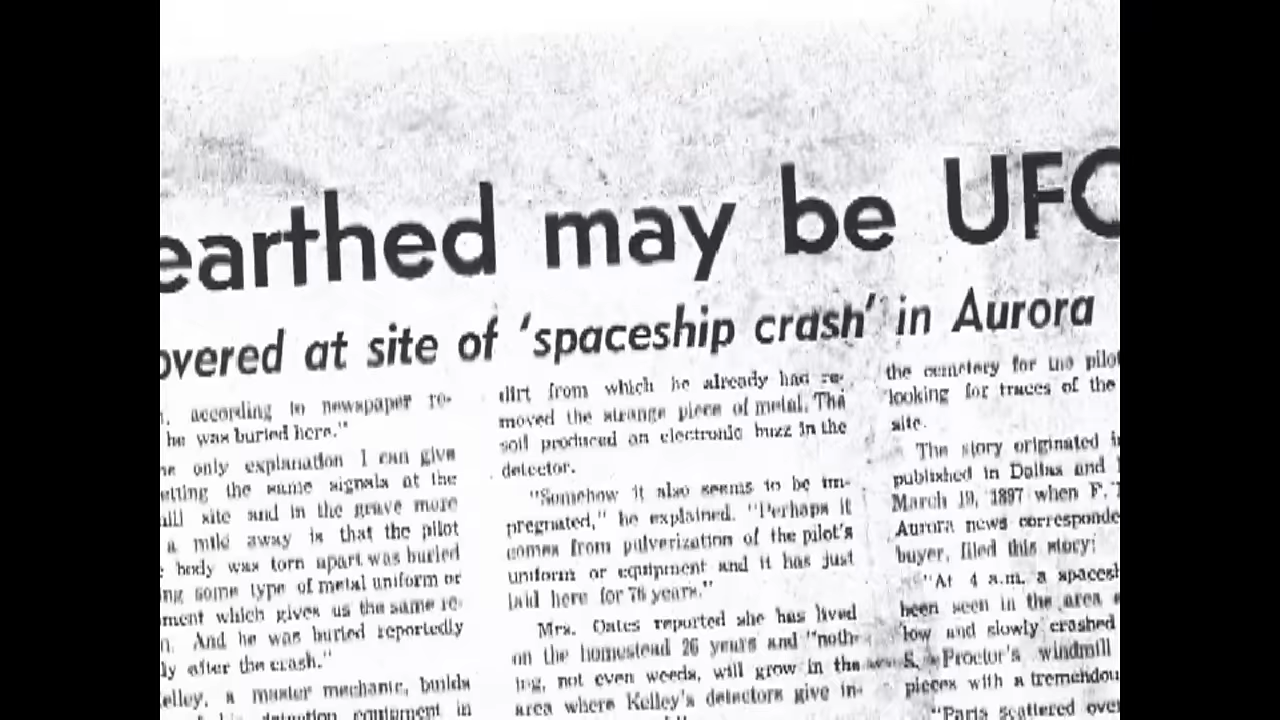 earthed may be UFO
overed at site of 'spaceship crash' in Aurora
, according to newspaper re-
he was buried here."
only explanation I can give
etting the same signals at the
site and in the grave more
a mile away is that the pilot
body was torn apart was buried
ng some type of metal uniform or
ment which gives us the same re-
And he was buried reportedly
ly after the crash."
elley, a master mechanic, builds
detection equipment in
dirt from which he already had re-
moved the strange piece of metal. The
soil produced an electronic buzz in the
detector.
"Somehow it also seems to be im-
pregnated," he explained. "Perhaps it
comes from pulverization of the pilot's
uniform or equipment and it has just
laid here for 76 years."
Mrs. Oates reported she has lived
on the homestead 26 years and "noth-
ing, not even weeds, will grow in the
area where Kelley's detectors give in-
the cemetery for the pilot
looking for traces of the
site.
The story originated i
published in Dallas and
March 19, 1897 when F.
Aurora news corresponde
buyer, filed this story:
"At 4 a.m. a spacesh
been seen in the area
low and slowly crashed
S. Proctor's windmill
pieces with a tremendou
"Parts scattered over